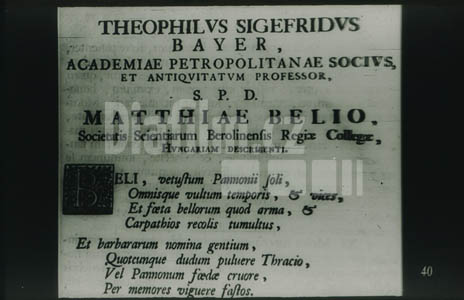 THEOPHILVS SIGEFRIDVS
BAYER,
ACADEMIAE PETROPOLITANAE SOCIVS,
ET ANTIQVITATVM PROFESSOR,
S. P. D.
MATTHIAE BELIO,
Societatis Scientiarum Berolinensis Regiæ Collegæ,
HVNGARIAM DESCRIBENTI.
BELI, vetustum Pannonii soli,
Omnisque vultum temporis, & vices,
Et fœta bellorum quod arma, &
Carpathios recolis tumultus,
Et barbararum nomina gentium,
Quotcumque dudum puluere Thracio,
Vel Pannonum fœdæ cruore,
Per memores viguere fastos.
40